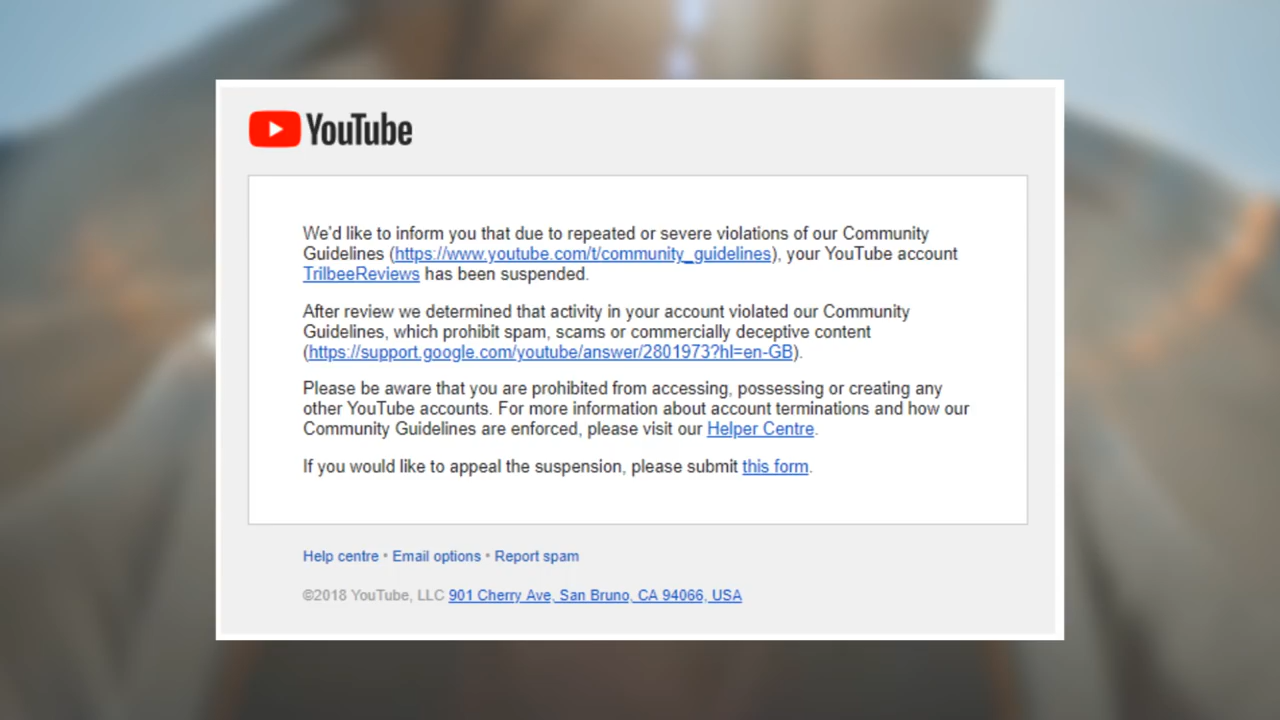 YouTube
We'd like to inform you that due to repeated or severe violations of our Community
Guidelines (https://www.youtube.com/t/community_guidelines), your YouTube account
TrilbeeReviews has been suspended.
After review we determined that activity in your account violated our Community
Guidelines, which prohibit spam, scams or commercially deceptive content
(https://support.google.com/youtube/answer/2801973?hl=en-GB).
Please be aware that you are prohibited from accessing, possessing or creating any
other YouTube accounts. For more information about account terminations and how our
Community Guidelines are enforced, please visit our Helper Centre.
If you would like to appeal the suspension, please submit this form.
Help centre • Email options • Report spam
©2018 YouTube, LLC 901 Cherry Ave, San Bruno, CA 94066, USA